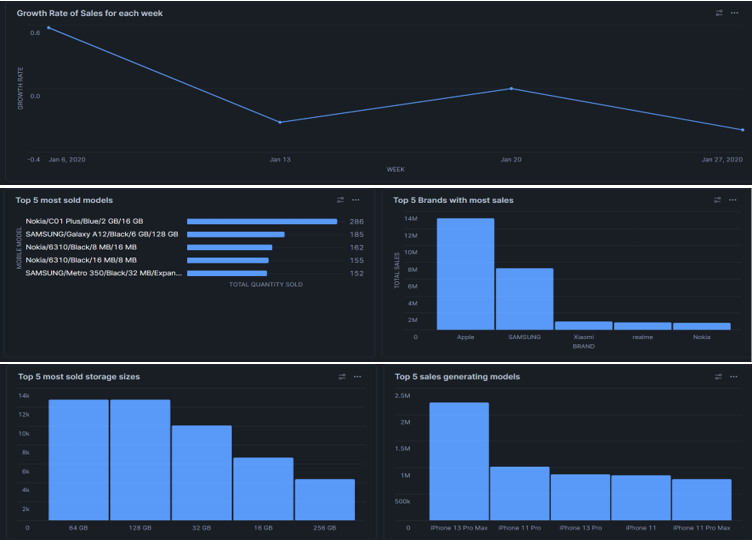 Growth Rate of Sales for each week
0.6
0.0
-0.4
GROWTH RATE
Jan 6, 2020 Jan 13 Jan 20 Jan 27, 2020
WEEK
Top 5 most sold models
MOBILE MODEL
Nokia/C01 Plus/Blue/2 GB/16 GB 286
SAMSUNG/Galaxy A12/Black/6 GB/128 GB 185
Nokia/6310/Black/8 MB/16 MB 162
Nokia/6310/Black/16 MB/8 MB 155
SAMSUNG/Metro 350/Black/32 MB/Expan... 152
TOTAL QUANTITY SOLD
Top 5 Brands with most sales
TOTAL SALES
14M
12M
10M
8M
6M
4M
2M
0
Apple SAMSUNG Xiaomi realme Nokia
BRAND
Top 5 most sold storage sizes
14k
12k
10k
8k
6k
4k
2k
0
64 GB 128 GB 32 GB 16 GB 256 GB
Top 5 sales generating models
2.5M
2M
1.5M
1M
500k
0
iPhone 13 Pro Max iPhone 11 Pro iPhone 13 Pro iPhone 11 iPhone 11 Pro Max